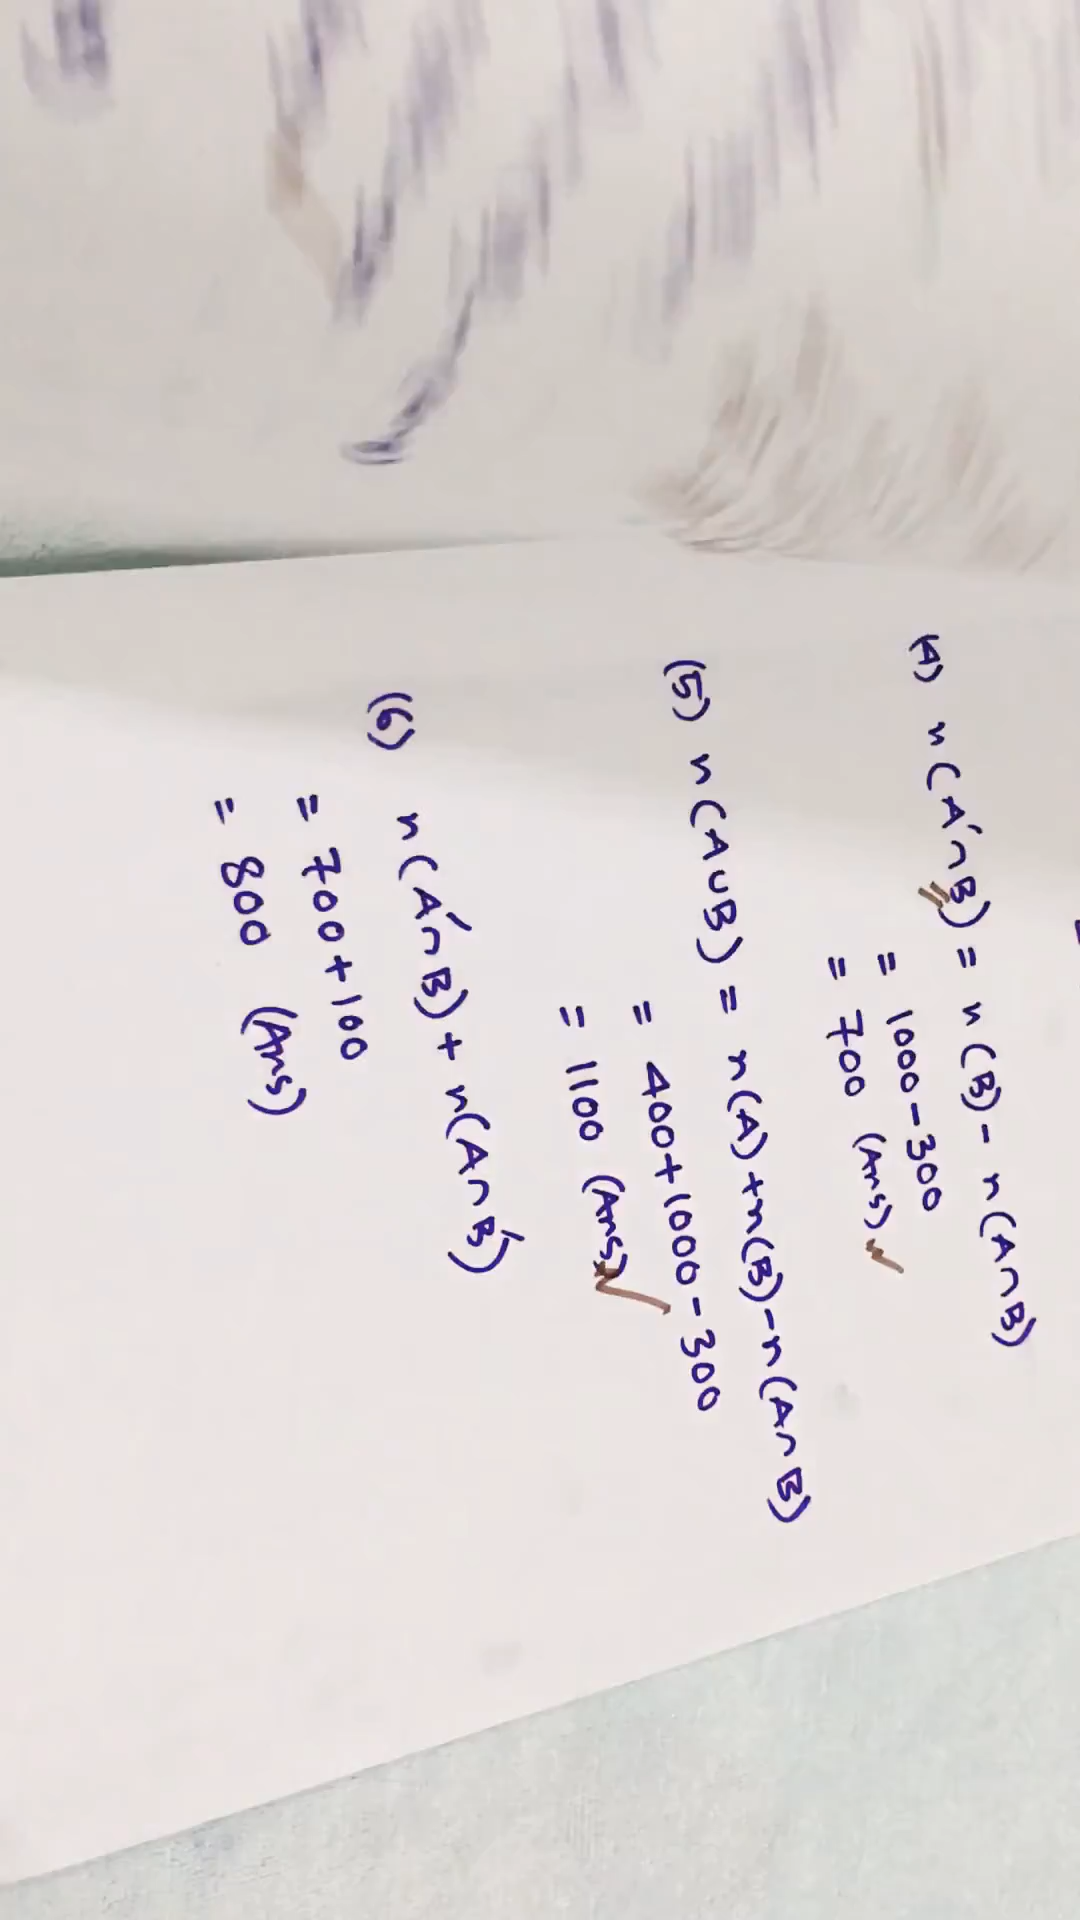 (4) n(A'∩B) = n(B) - n(A∩B)
= 1000-300
= 700 (Ans)
(5) n(A∪B) = n(A)+n(B)-n(A∩B)
= 400+1000-300
= 1100 (Ans)
(6) n(A'∩B)+n(A∩B')
= 700+100
= 800 (Ans)